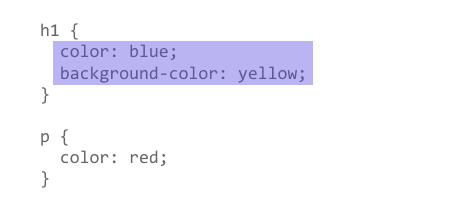 h1 {
  color: blue;
  background-color: yellow;
}

p {
  color: red;
}